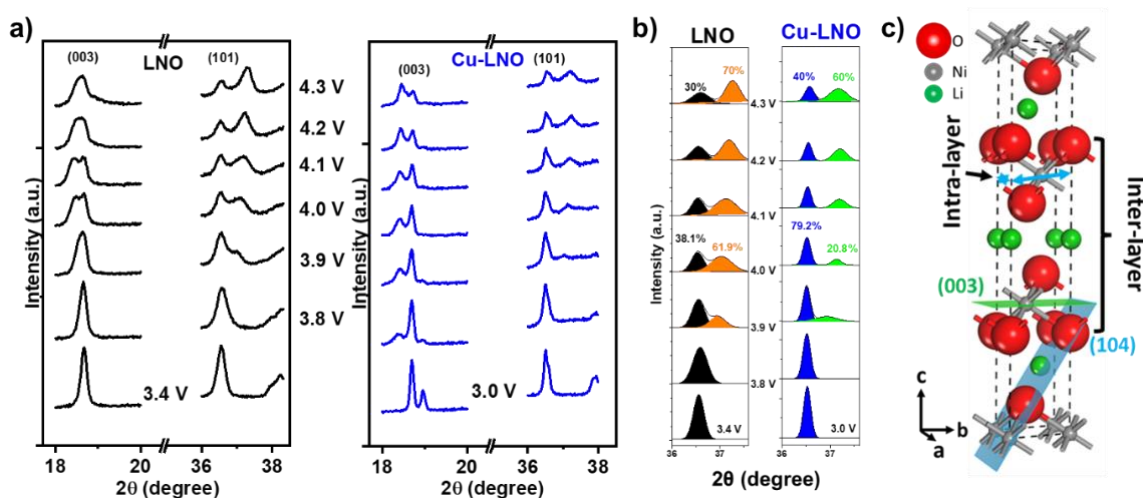 a)
(003)
LNO
(101)
4.3 V
4.2 V
4.1 V
4.0 V
3.9 V
3.8 V
3.4 V
Intensity (a.u.)
18
20
36
38
2θ (degree)
(003)
Cu-LNO
(101)
3.0 V
Intensity (a.u.)
18
20
36
38
2θ (degree)
b)
LNO
Cu-LNO
30%
70%
40%
60%
4.3 V
4.2 V
4.1 V
38.1%
61.9%
79.2%
20.8%
4.0 V
3.9 V
3.8 V
3.4 V
3.0 V
Intensity (a.u.)
36
37
36
37
2θ (degree)
c)
O
Ni
Li
Intra-layer
Inter-layer
(003)
(104)
c
b
a